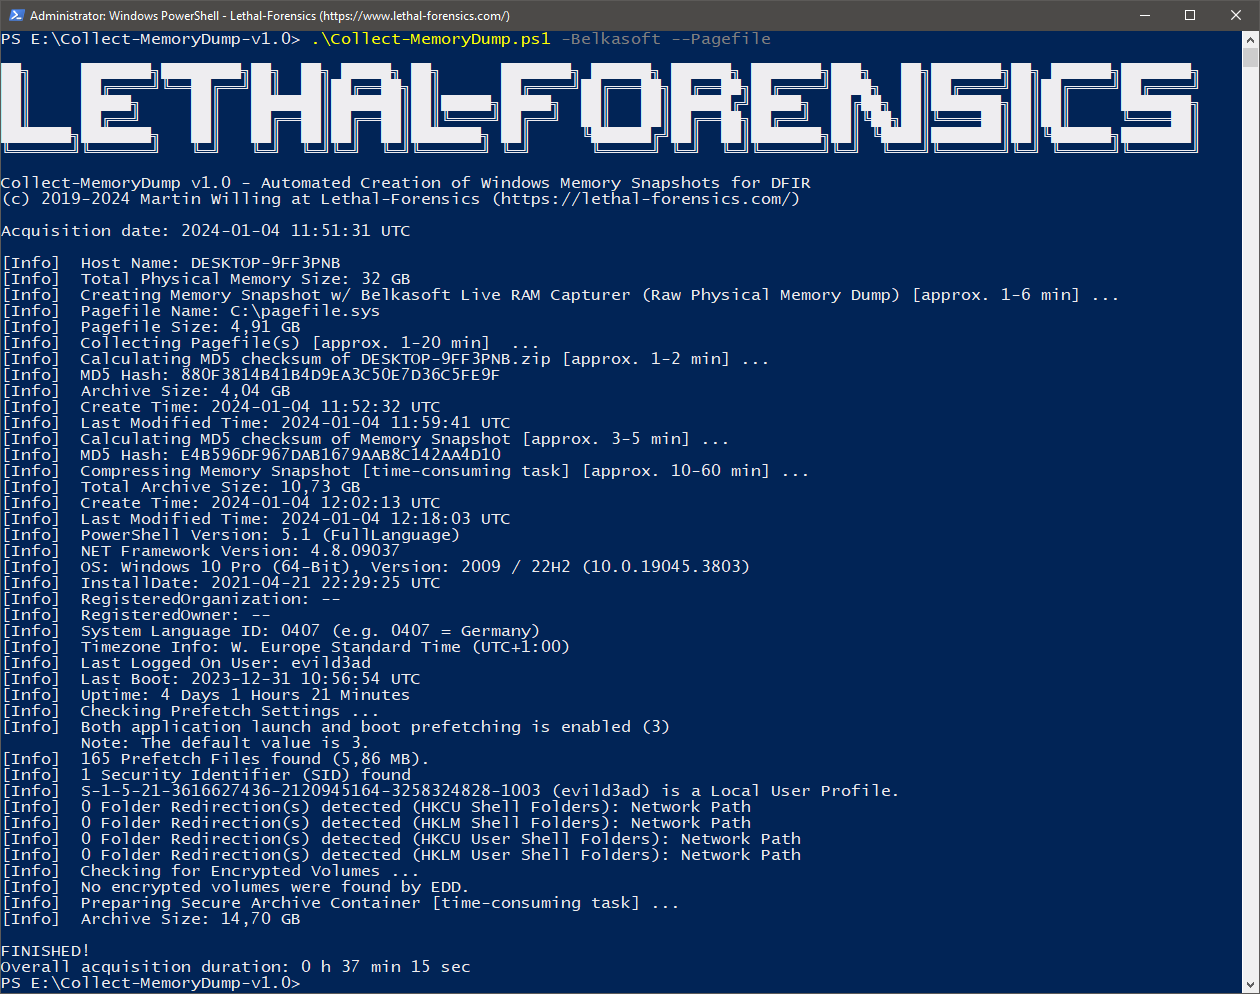 Administrator: Windows PowerShell - Lethal-Forensics (https://www.lethal-forensics.com/)
PS E:\Collect-MemoryDump-v1.0> .\Collect-MemoryDump.ps1 -Belkasoft --Pagefile
LETHAL-FORENSICS
Collect-MemoryDump v1.0 - Automated Creation of Windows Memory Snapshots for DFIR
(c) 2019-2024 Martin Willing at Lethal-Forensics (https://lethal-forensics.com/)
Acquisition date: 2024-01-04 11:51:31 UTC
[Info]  Host Name: DESKTOP-9FF3PNB
[Info]  Total Physical Memory Size: 32 GB
[Info]  Creating Memory Snapshot w/ Belkasoft Live RAM Capturer (Raw Physical Memory Dump) [approx. 1-6 min] ...
[Info]  Pagefile Name: C:\pagefile.sys
[Info]  Pagefile Size: 4,91 GB
[Info]  Collecting Pagefile(s) [approx. 1-20 min]  ...
[Info]  Calculating MD5 checksum of DESKTOP-9FF3PNB.zip [approx. 1-2 min] ...
[Info]  MD5 Hash: 880F3814B41B4D9EA3C50E7D36C5FE9F
[Info]  Archive Size: 4,04 GB
[Info]  Create Time: 2024-01-04 11:52:32 UTC
[Info]  Last Modified Time: 2024-01-04 11:59:41 UTC
[Info]  Calculating MD5 checksum of Memory Snapshot [approx. 3-5 min] ...
[Info]  MD5 Hash: E4B596DF967DAB1679AAB8C142AA4D10
[Info]  Compressing Memory Snapshot [time-consuming task] [approx. 10-60 min] ...
[Info]  Total Archive Size: 10,73 GB
[Info]  Create Time: 2024-01-04 12:02:13 UTC
[Info]  Last Modified Time: 2024-01-04 12:18:03 UTC
[Info]  PowerShell Version: 5.1 (FullLanguage)
[Info]  NET Framework Version: 4.8.09037
[Info]  OS: Windows 10 Pro (64-Bit), Version: 2009 / 22H2 (10.0.19045.3803)
[Info]  InstallDate: 2021-04-21 22:29:25 UTC
[Info]  RegisteredOrganization: --
[Info]  RegisteredOwner: --
[Info]  System Language ID: 0407 (e.g. 0407 = Germany)
[Info]  Timezone Info: W. Europe Standard Time (UTC+1:00)
[Info]  Last Logged On User: evild3ad
[Info]  Last Boot: 2023-12-31 10:56:54 UTC
[Info]  Uptime: 4 Days 1 Hours 21 Minutes
[Info]  Checking Prefetch Settings ...
[Info]  Both application launch and boot prefetching is enabled (3)
Note: The default value is 3.
[Info]  165 Prefetch Files found (5,86 MB).
[Info]  1 Security Identifier (SID) found
[Info]  S-1-5-21-3616627436-2120945164-3258324828-1003 (evild3ad) is a Local User Profile.
[Info]  0 Folder Redirection(s) detected (HKCU Shell Folders): Network Path
[Info]  0 Folder Redirection(s) detected (HKLM Shell Folders): Network Path
[Info]  0 Folder Redirection(s) detected (HKCU User Shell Folders): Network Path
[Info]  0 Folder Redirection(s) detected (HKLM User Shell Folders): Network Path
[Info]  Checking for Encrypted Volumes ...
[Info]  No encrypted volumes were found by EDD.
[Info]  Preparing Secure Archive Container [time-consuming task] ...
[Info]  Archive Size: 14,70 GB
FINISHED!
Overall acquisition duration: 0 h 37 min 15 sec
PS E:\Collect-MemoryDump-v1.0>